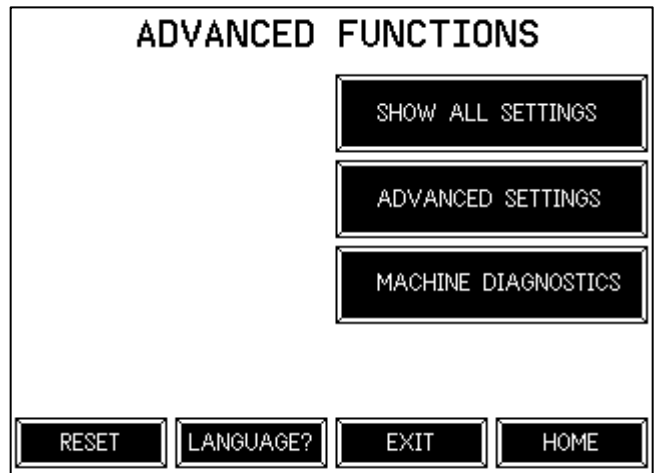 ADVANCED FUNCTIONS
SHOW ALL SETTINGS
ADVANCED SETTINGS
MACHINE DIAGNOSTICS
RESET LANGUAGE? EXIT HOME